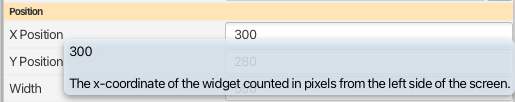 Position
X Position
300
300
Y Position
280
The x-coordinate of the widget counted in pixels from the left side of the screen.
Width